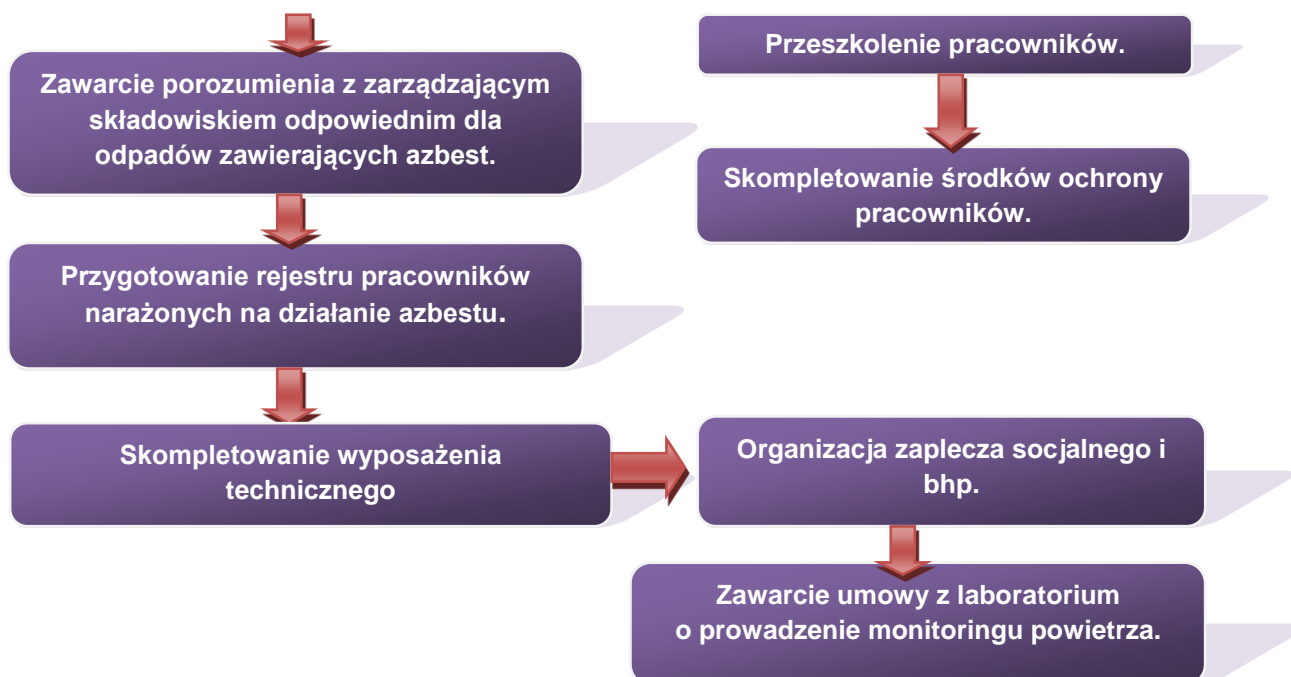 Zawarcie porozumienia z zarządzającym
składowiskiem odpowiednim dla
odpadów zawierających azbest.
Przygotowanie rejestru pracowników
narażonych na działanie azbestu.
Skompletowanie wyposażenia
technicznego
Przeszkolenie pracowników.
Skompletowanie środków ochrony
pracowników.
Organizacja zaplecza socjalnego i
bhp.
Zawarcie umowy z laboratorium
o prowadzenie monitoringu powietrza.